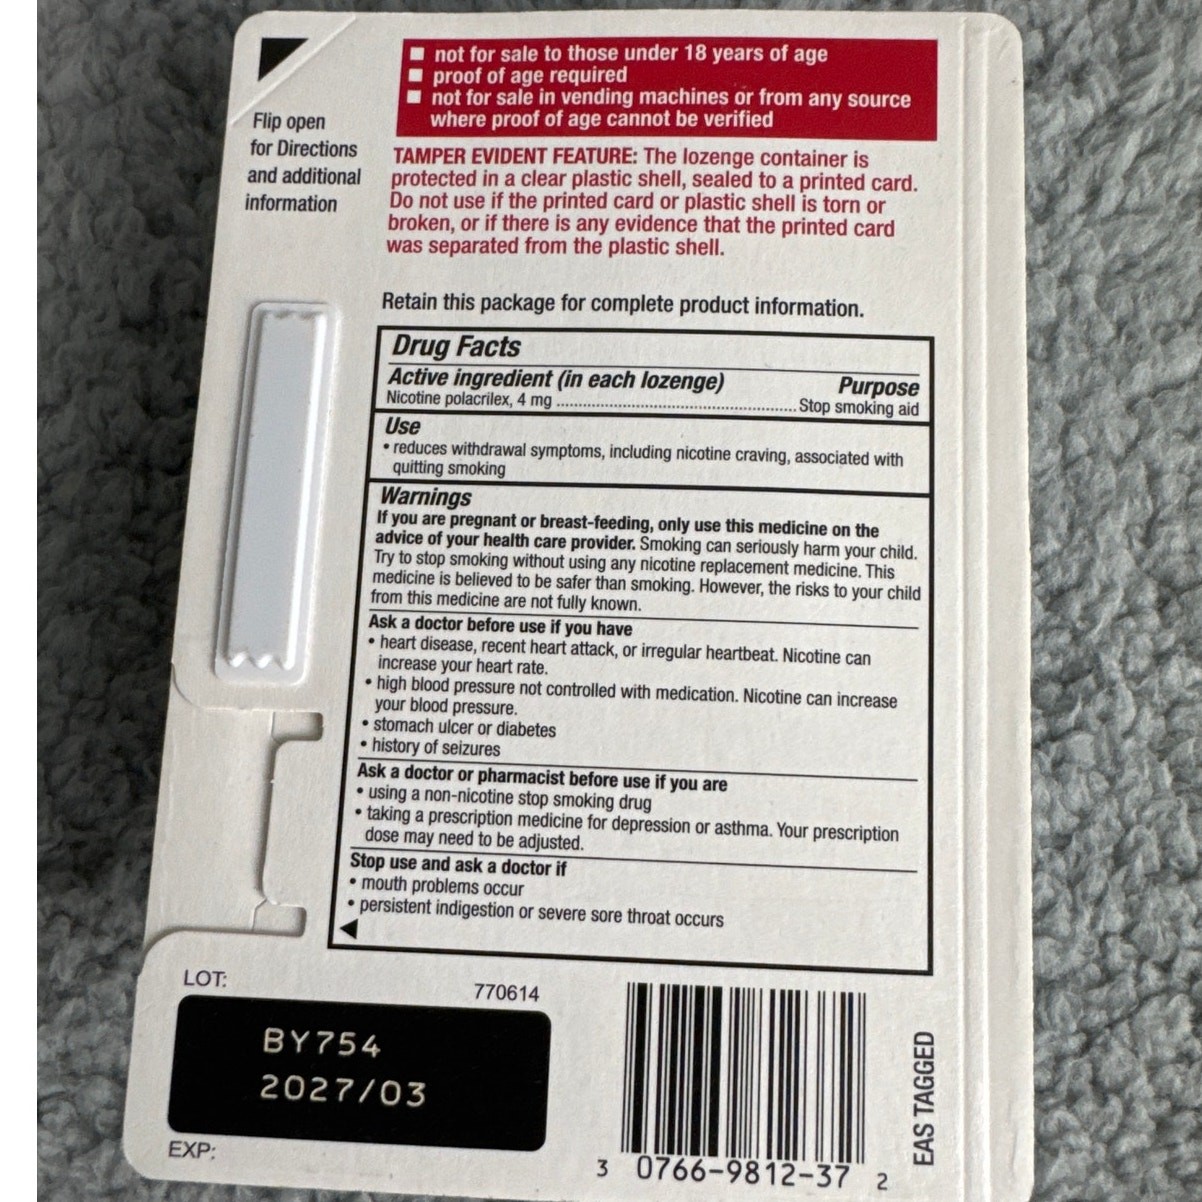 ■ not for sale to those under 18 years of age
■ proof of age required
■ not for sale in vending machines or from any source
where proof of age cannot be verified
Flip open
for Directions
and additional
information
TAMPER EVIDENT FEATURE: The lozenge container is
protected in a clear plastic shell, sealed to a printed card.
Do not use if the printed card or plastic shell is torn or
broken, or if there is any evidence that the printed card
was separated from the plastic shell.
Retain this package for complete product information.
Drug Facts
Active ingredient (in each lozenge) Purpose
Nicotine polacrilex, 4 mg ............................................................ Stop smoking aid
Use
• reduces withdrawal symptoms, including nicotine craving, associated with
quitting smoking
Warnings
If you are pregnant or breast-feeding, only use this medicine on the
advice of your health care provider. Smoking can seriously harm your child.
Try to stop smoking without using any nicotine replacement medicine. This
medicine is believed to be safer than smoking. However, the risks to your child
from this medicine are not fully known.
Ask a doctor before use if you have
• heart disease, recent heart attack, or irregular heartbeat. Nicotine can
increase your heart rate.
• high blood pressure not controlled with medication. Nicotine can increase
your blood pressure.
• stomach ulcer or diabetes
• history of seizures
Ask a doctor or pharmacist before use if you are
• using a non-nicotine stop smoking drug
• taking a prescription medicine for depression or asthma. Your prescription
dose may need to be adjusted.
Stop use and ask a doctor if
• mouth problems occur
• persistent indigestion or severe sore throat occurs
LOT: 770614
BY754
2027/03
EXP:
3 0766-9812-37 2
EAS TAGGED